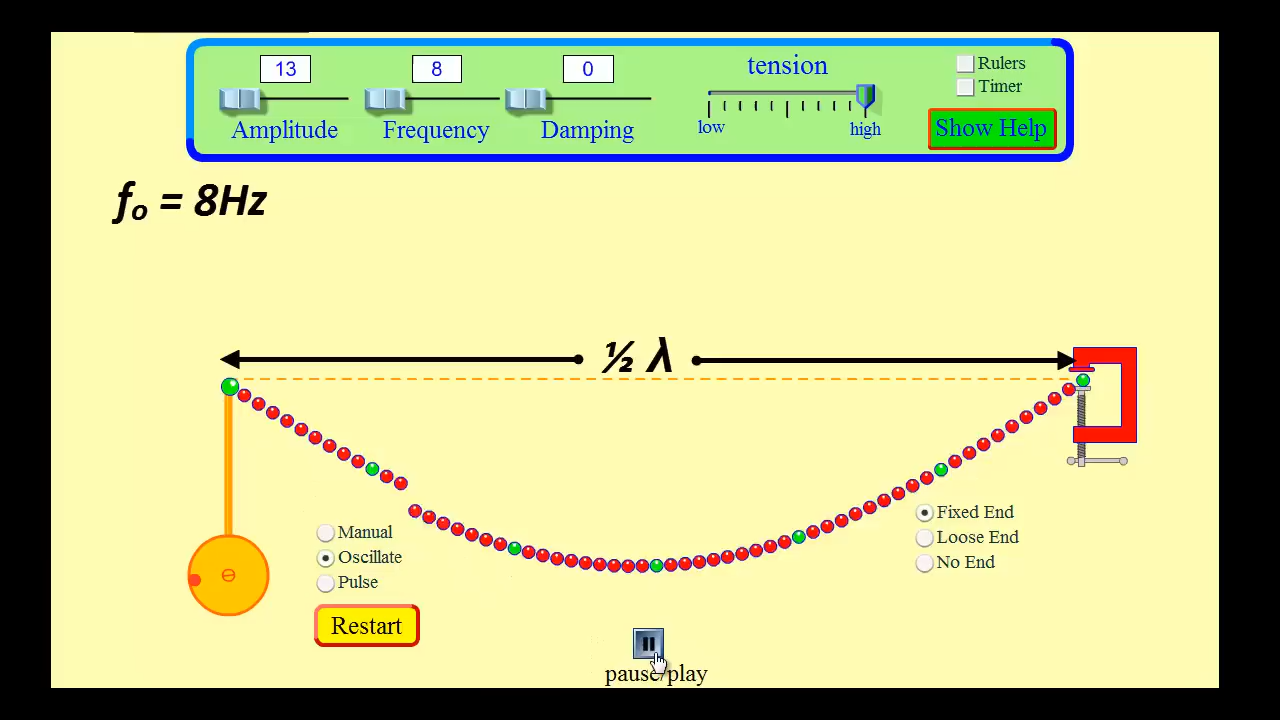 13
8
0
tension
Rulers
Timer
Amplitude
Frequency
Damping
low
high
Show Help
fₒ = 8Hz
½ λ
Manual
Oscillate
Pulse
Fixed End
Loose End
No End
Restart
pause/play